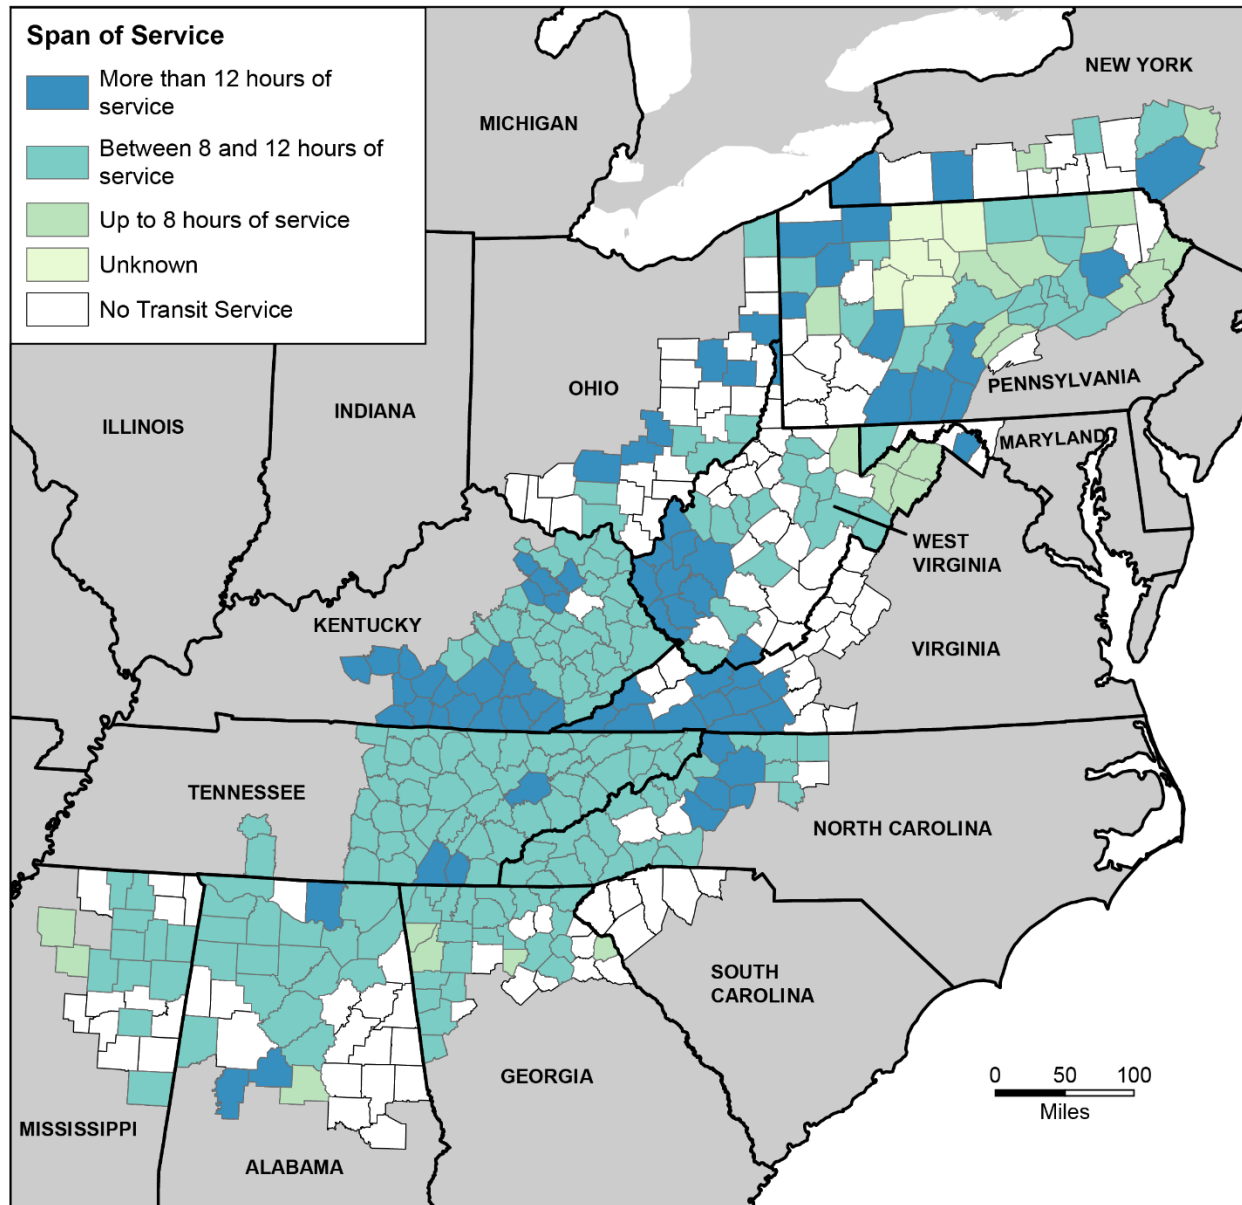 Span of Service
More than 12 hours of
service
Between 8 and 12 hours of
service
Up to 8 hours of service
Unknown
No Transit Service
NEW YORK
MICHIGAN
PENNSYLVANIA
OHIO
INDIANA
ILLINOIS
MARYLAND
WEST
VIRGINIA
KENTUCKY
VIRGINIA
TENNESSEE
NORTH CAROLINA
SOUTH
CAROLINA
GEORGIA
MISSISSIPPI
ALABAMA
0 50 100
Miles